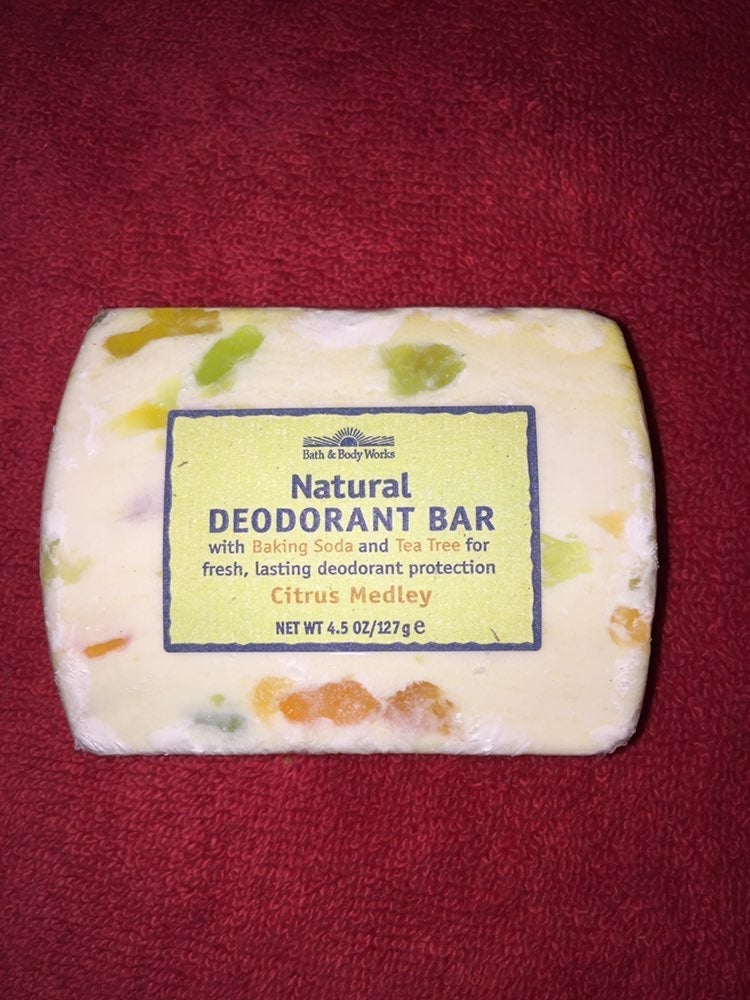 Bath & Body Works
Natural
DEODORANT BAR
with Baking Soda and Tea Tree for
fresh, lasting deodorant protection
Citrus Medley
NET WT 4.5 OZ/127g ℮